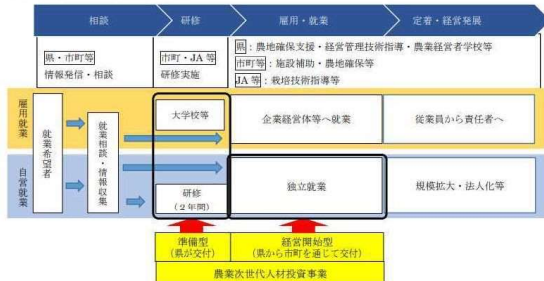 相談
研修
雇用・就業
定着・経営発展
県・市町等
情報発信・相談
市町・JA 等
研修実施
県：農地確保支援・経営管理技術指導・農業経営者学校等
市町等：施設補助・農地確保等
JA 等：栽培技術指導等
雇用就業
自営就業
就業希望者
就業相談・情報収集
大学校等
企業経営体等へ就業
従業員から責任者へ
研修
（２年間）
独立就業
規模拡大・法人化等
準備型
（県が交付）
経営開始型
（県から市町を通じて交付）
農業次世代人材投資事業